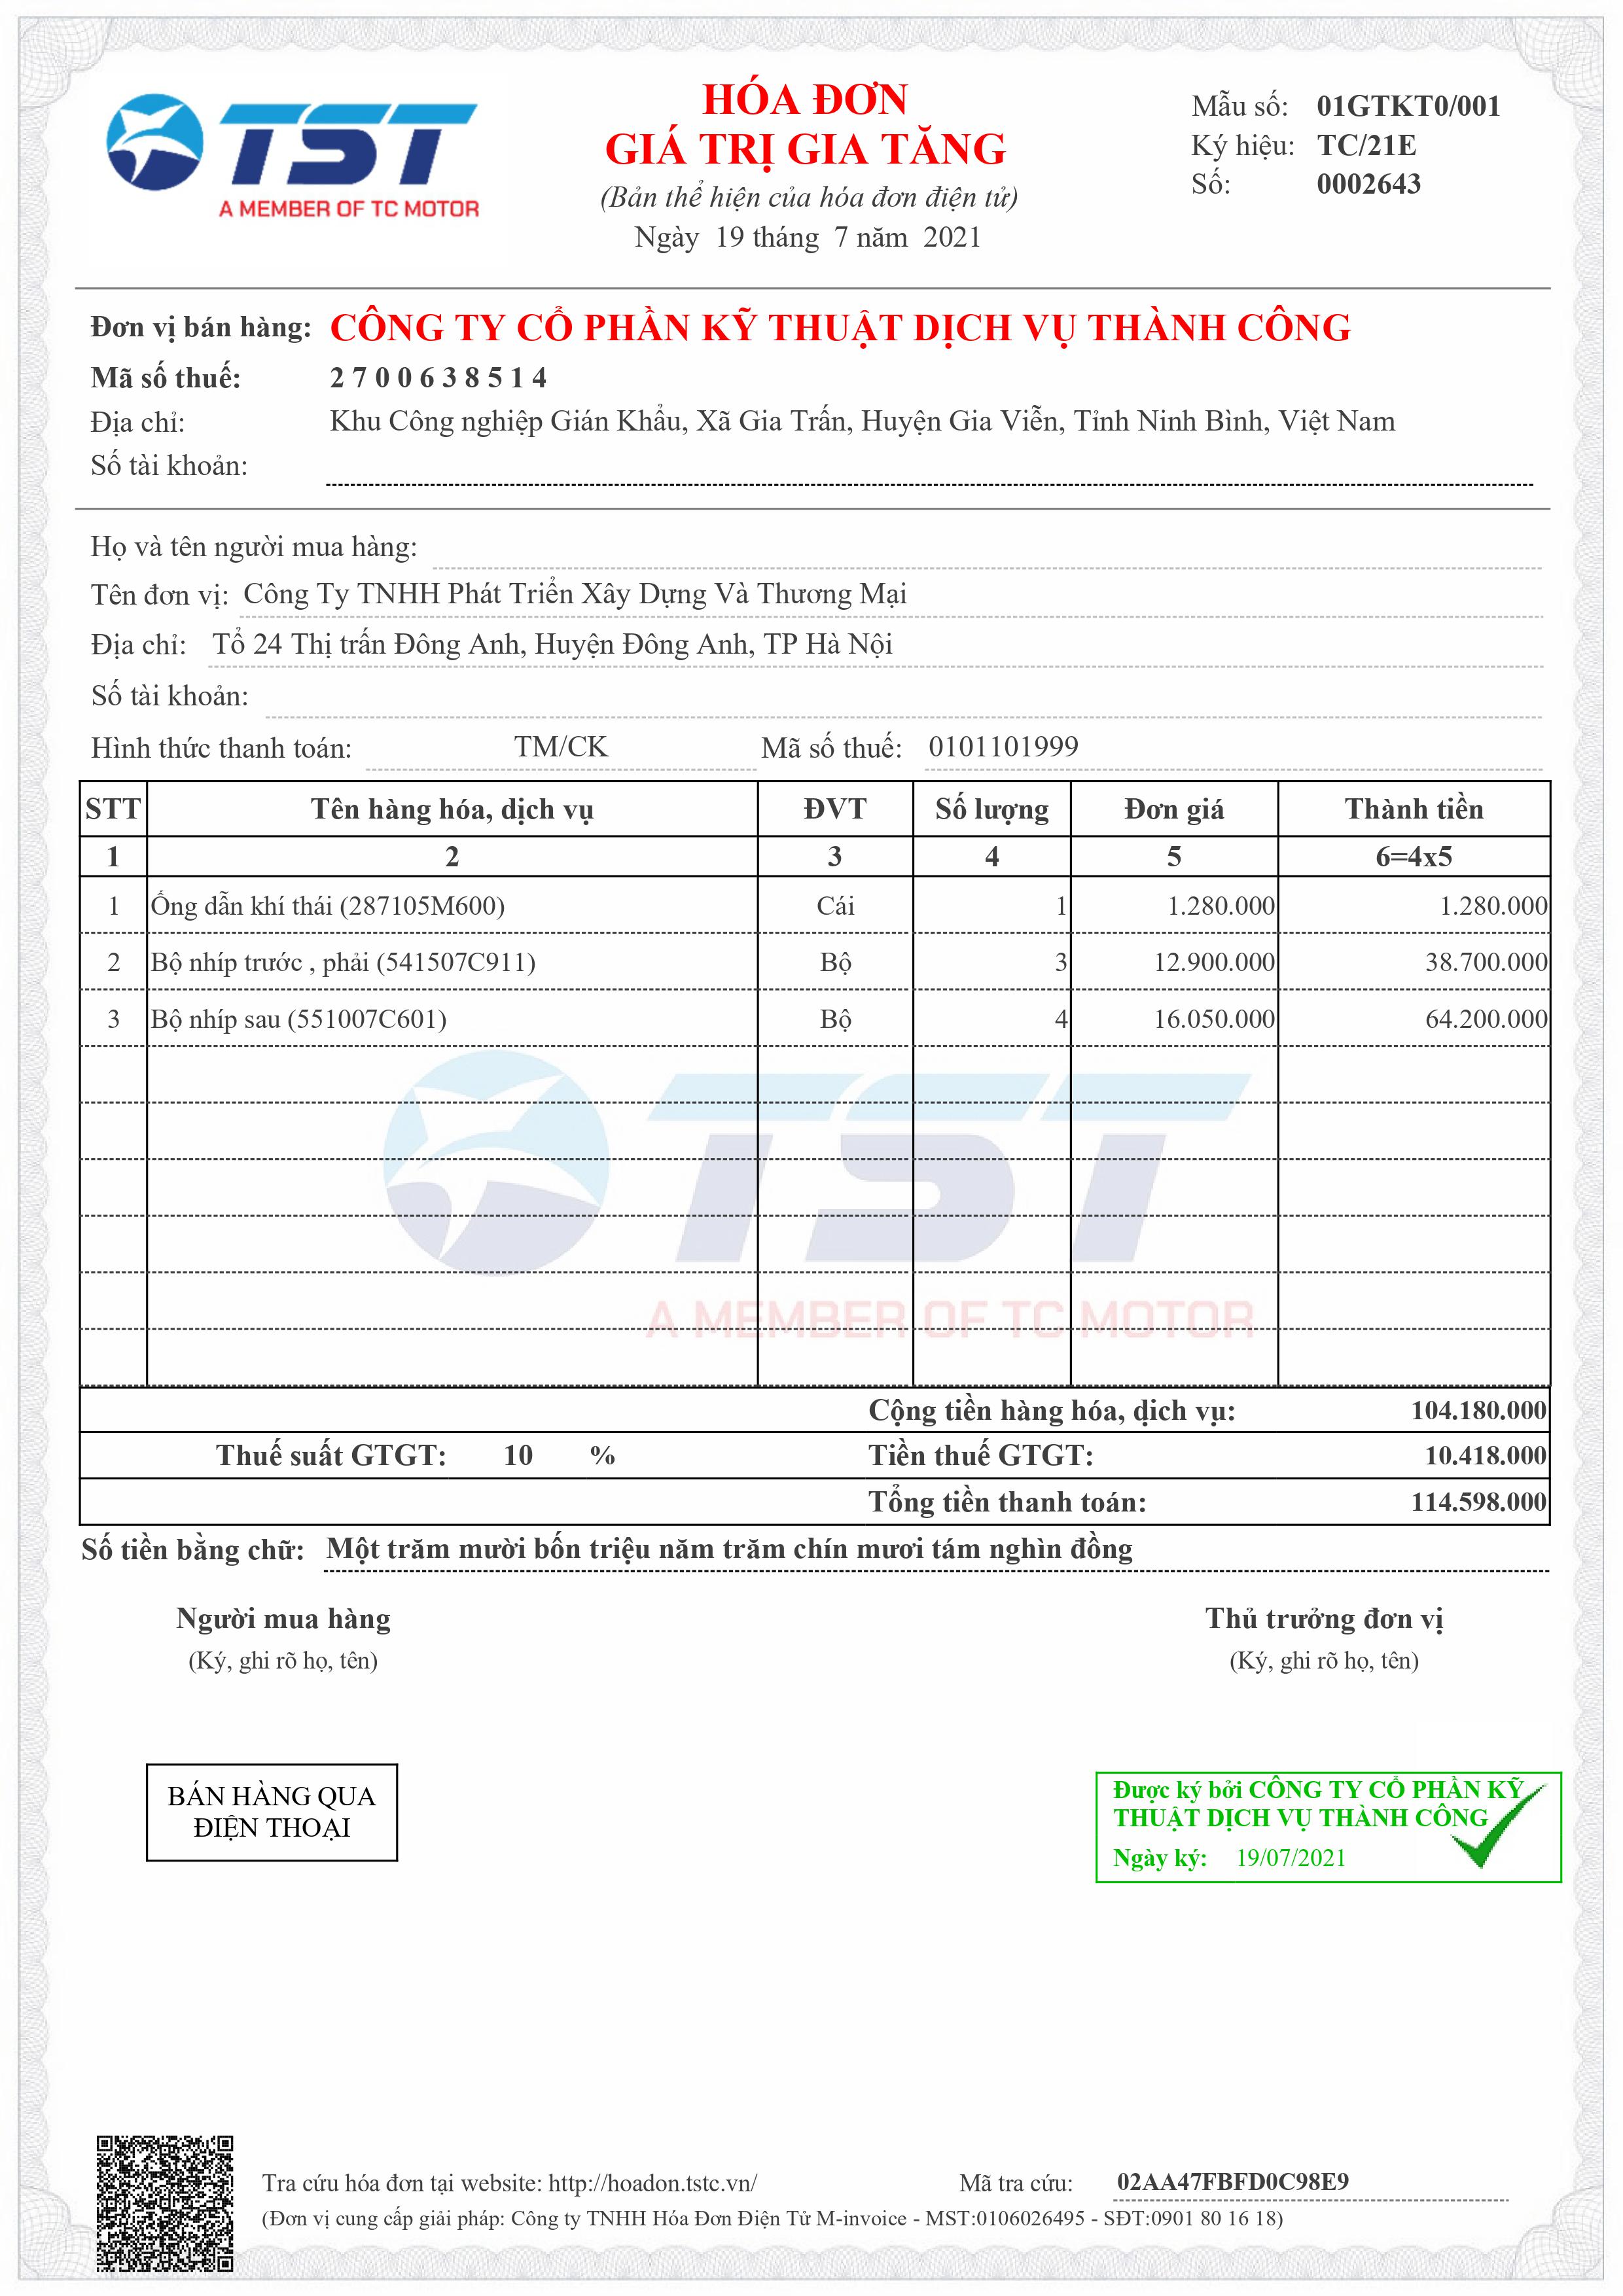 TST
A MEMBER OF TC MOTOR
HÓA ĐƠN
GIÁ TRỊ GIA TĂNG
(Bản thể hiện của hóa đơn điện tử)
Ngày 19 tháng 7 năm 2021
Mẫu số: 01GTKT0/001
Ký hiệu: TC/21E
Số: 0002643
Đơn vị bán hàng: CÔNG TY CỔ PHẦN KỸ THUẬT DỊCH VỤ THÀNH CÔNG
Mã số thuế: 2 7 0 0 6 3 8 5 1 4
Địa chỉ: Khu Công nghiệp Gián Khẩu, Xã Gia Trấn, Huyện Gia Viễn, Tỉnh Ninh Bình, Việt Nam
Số tài khoản:
Họ và tên người mua hàng:
Tên đơn vị: Công Ty TNHH Phát Triển Xây Dựng Và Thương Mại
Địa chỉ: Tổ 24 Thị trấn Đông Anh, Huyện Đông Anh, TP Hà Nội
Số tài khoản:
Hình thức thanh toán: TM/CK Mã số thuế: 0101101999
STT Tên hàng hóa, dịch vụ ĐVT Số lượng Đơn giá Thành tiền
1 2 3 4 5 6=4x5
1 Ống dẫn khí thái (287105M600) Cái 1 1.280.000 1.280.000
2 Bộ nhíp trước , phải (541507C911) Bộ 3 12.900.000 38.700.000
3 Bộ nhíp sau (551007C601) Bộ 4 16.050.000 64.200.000
TST
A MEMBER OF TC MOTOR
Cộng tiền hàng hóa, dịch vụ: 104.180.000
Thuế suất GTGT: 10 % Tiền thuế GTGT: 10.418.000
Tổng tiền thanh toán: 114.598.000
Số tiền bằng chữ: Một trăm mười bốn triệu năm trăm chín mươi tám nghìn đồng
Người mua hàng Thủ trưởng đơn vị
(Ký, ghi rõ họ, tên) (Ký, ghi rõ họ, tên)
BÁN HÀNG QUA
ĐIỆN THOẠI
Được ký bởi CÔNG TY CỔ PHẦN KỸ
THUẬT DỊCH VỤ THÀNH CÔNG
Ngày ký: 19/07/2021
Tra cứu hóa đơn tại website: http://hoadon.tstc.vn/ Mã tra cứu: 02AA47FBFD0C98E9
(Đơn vị cung cấp giải pháp: Công ty TNHH Hóa Đơn Điện Tử M-invoice - MST:0106026495 - SĐT:0901 80 16 18)